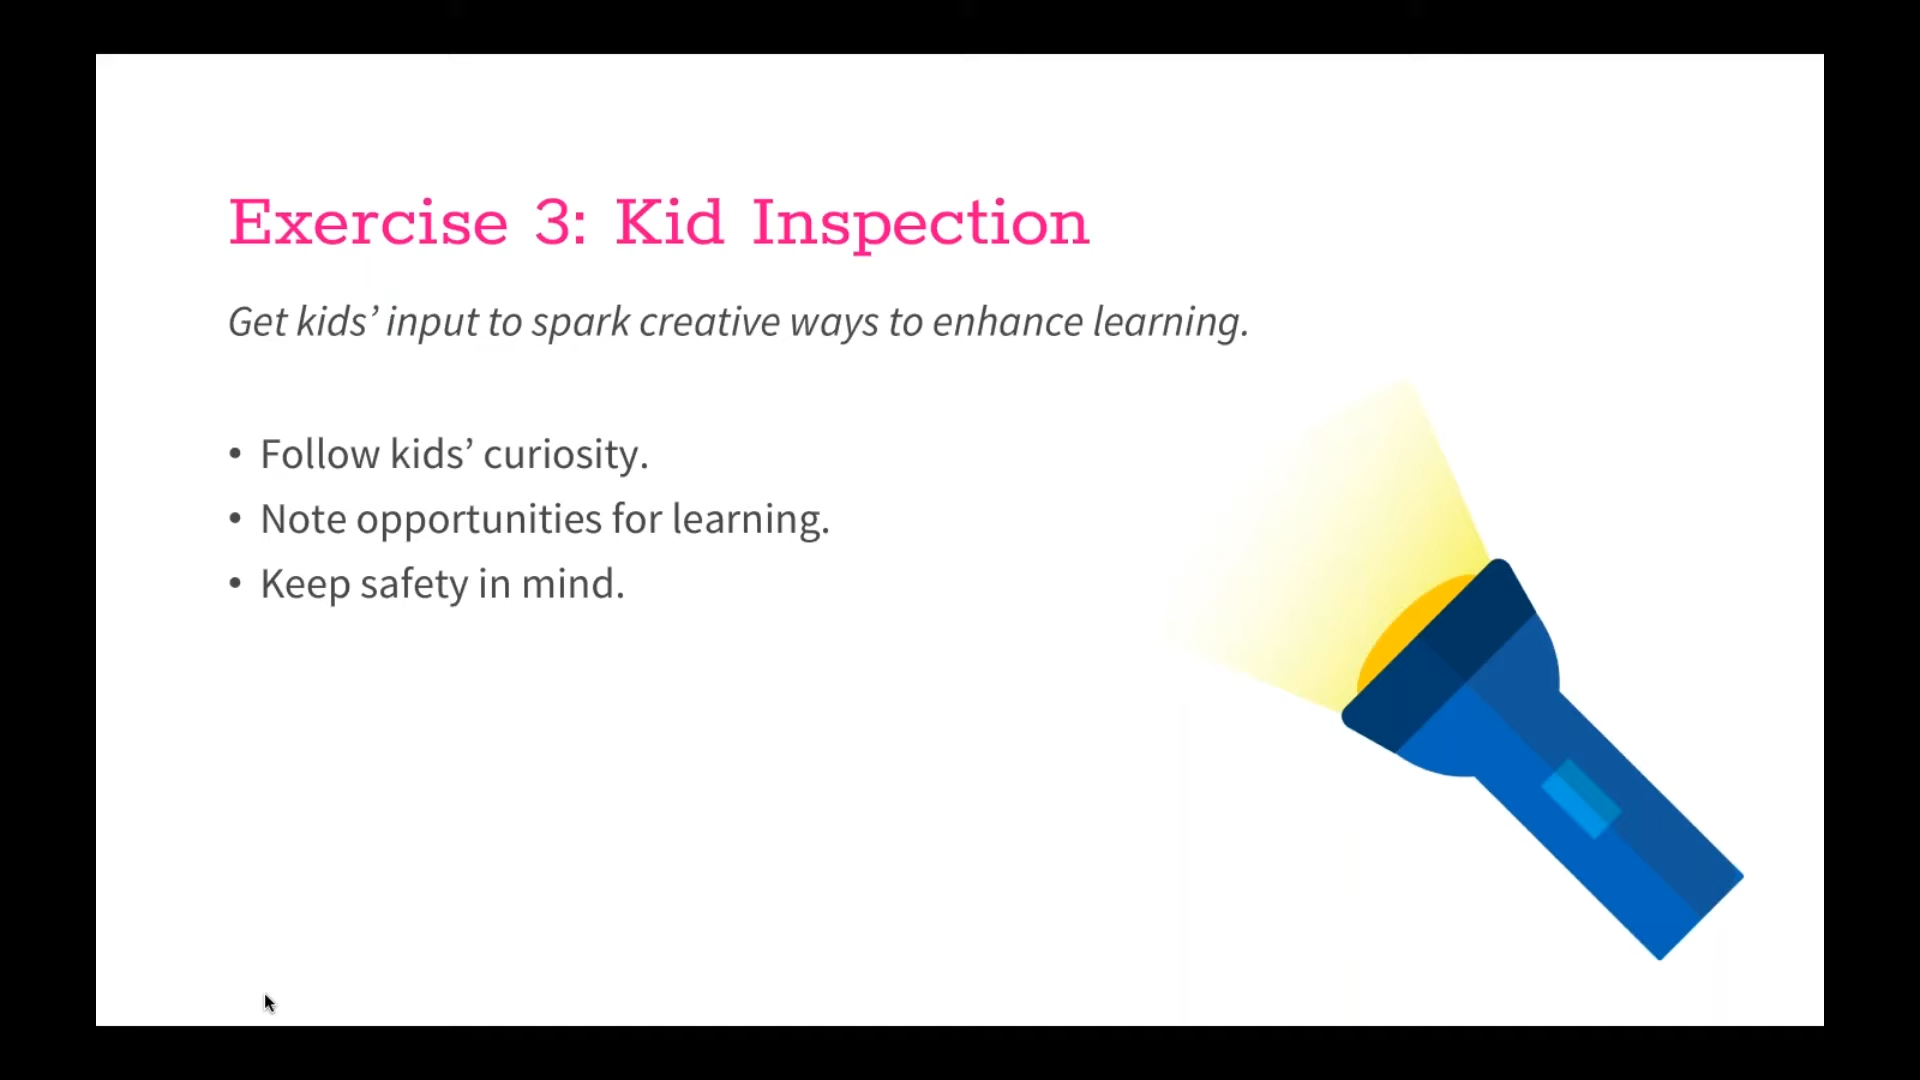 Exercise 3: Kid Inspection
Get kids’ input to spark creative ways to enhance learning.
• Follow kids’ curiosity.
• Note opportunities for learning.
• Keep safety in mind.